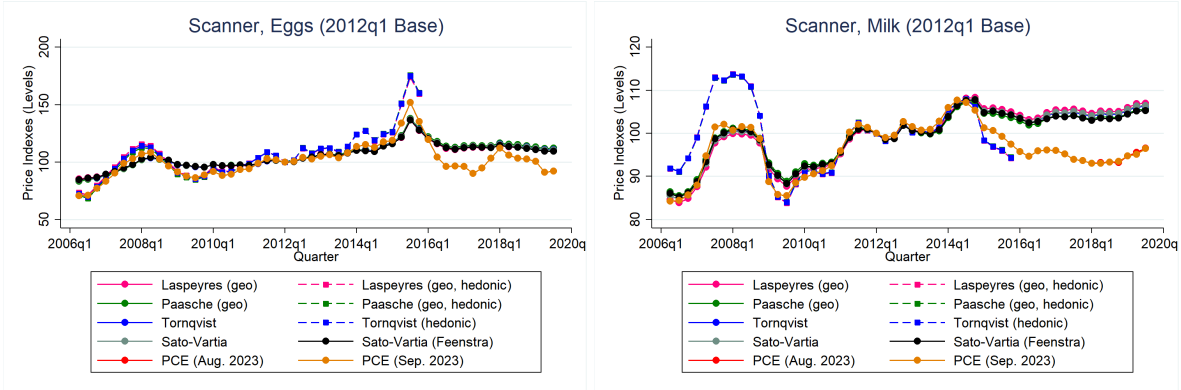 Scanner, Eggs (2012q1 Base)
Price Indexes (Levels)
200
150
100
50
2006q1 2008q1 2010q1 2012q1 2014q1 2016q1 2018q1 2020q
Quarter
Laspeyres (geo) Laspeyres (geo, hedonic)
Paasche (geo) Paasche (geo, hedonic)
Tornqvist Tornqvist (hedonic)
Sato-Vartia Sato-Vartia (Feenstra)
PCE (Aug. 2023) PCE (Sep. 2023)
Scanner, Milk (2012q1 Base)
Price Indexes (Levels)
120
110
100
90
80
2006q1 2008q1 2010q1 2012q1 2014q1 2016q1 2018q1 2020q
Quarter
Laspeyres (geo) Laspeyres (geo, hedonic)
Paasche (geo) Paasche (geo, hedonic)
Tornqvist Tornqvist (hedonic)
Sato-Vartia Sato-Vartia (Feenstra)
PCE (Aug. 2023) PCE (Sep. 2023)